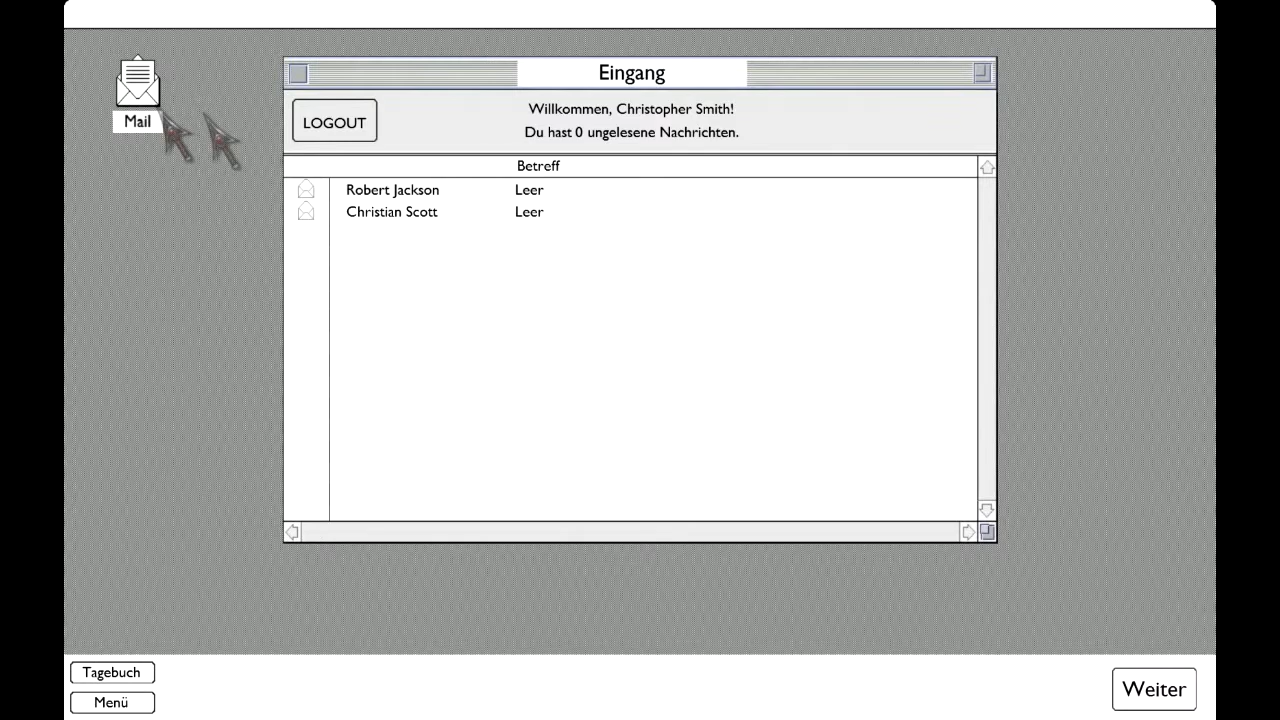 Eingang
Mail
LOGOUT
Willkommen, Christopher Smith!
Du hast 0 ungelesene Nachrichten.
Betreff
Robert Jackson Leer
Christian Scott Leer
Tagebuch
Menü
Weiter